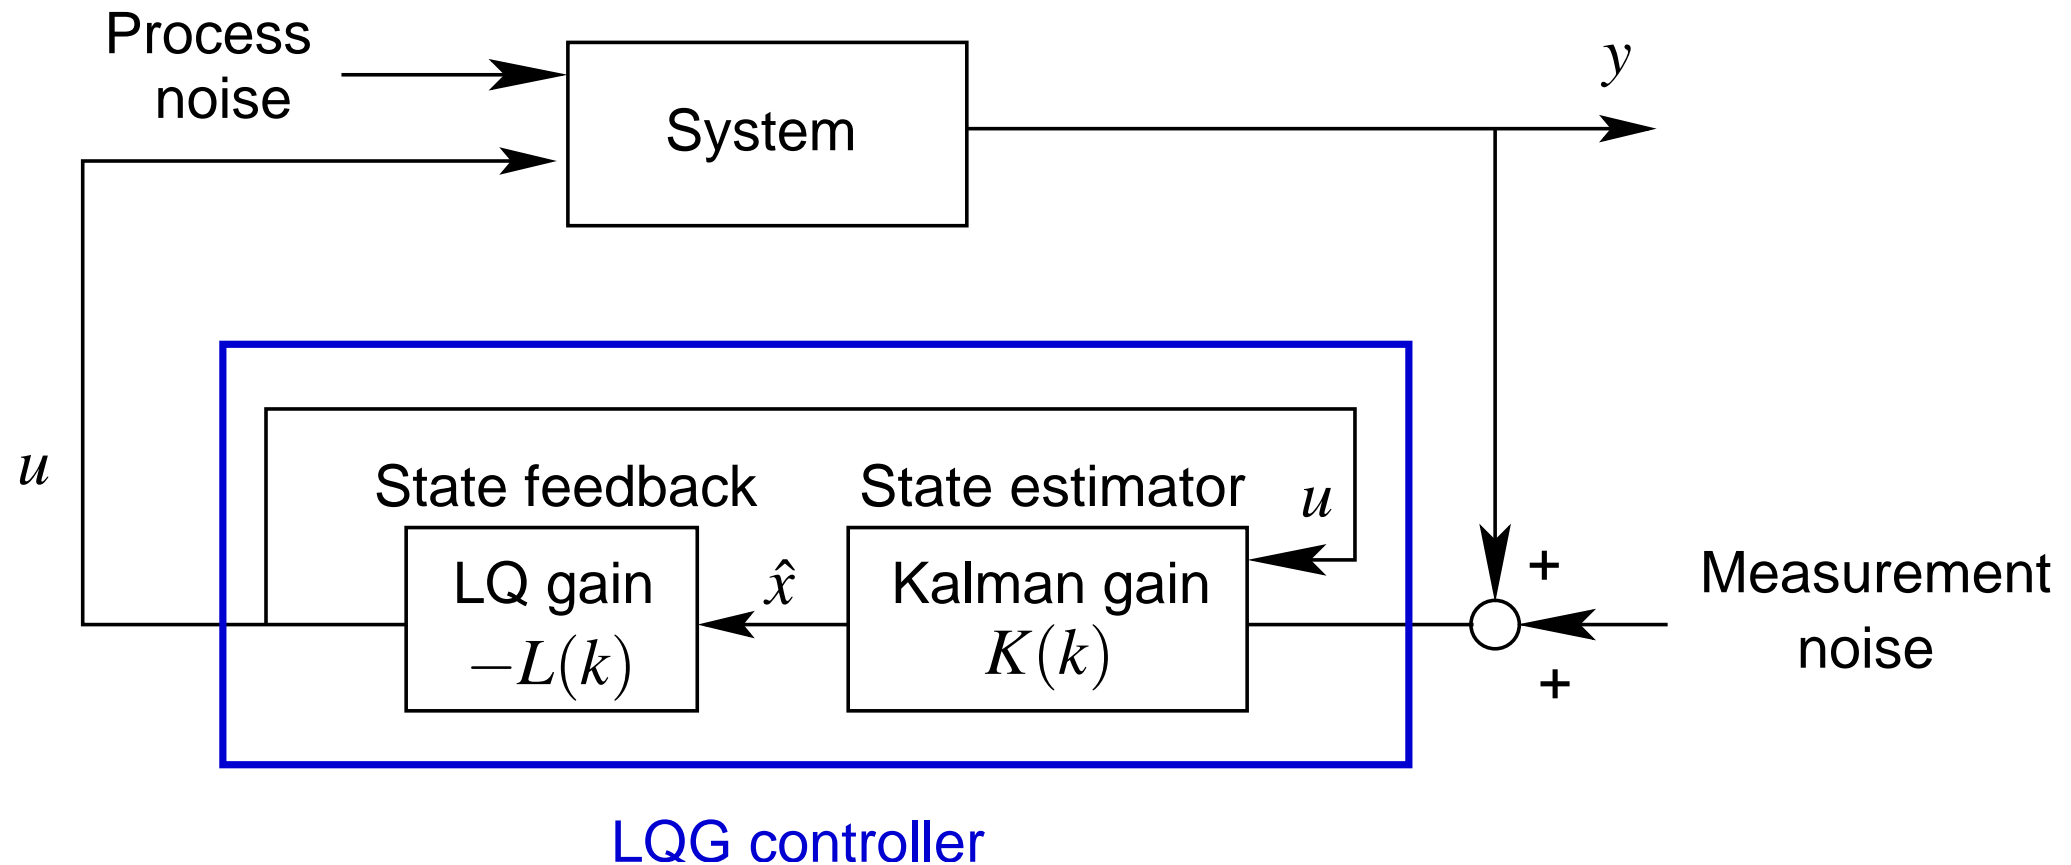 Process
noise
System
y
u
State feedback
State estimator
u
LQ gain
−L(k)
x̂
Kalman gain
K(k)
+
+
Measurement
noise
LQG controller